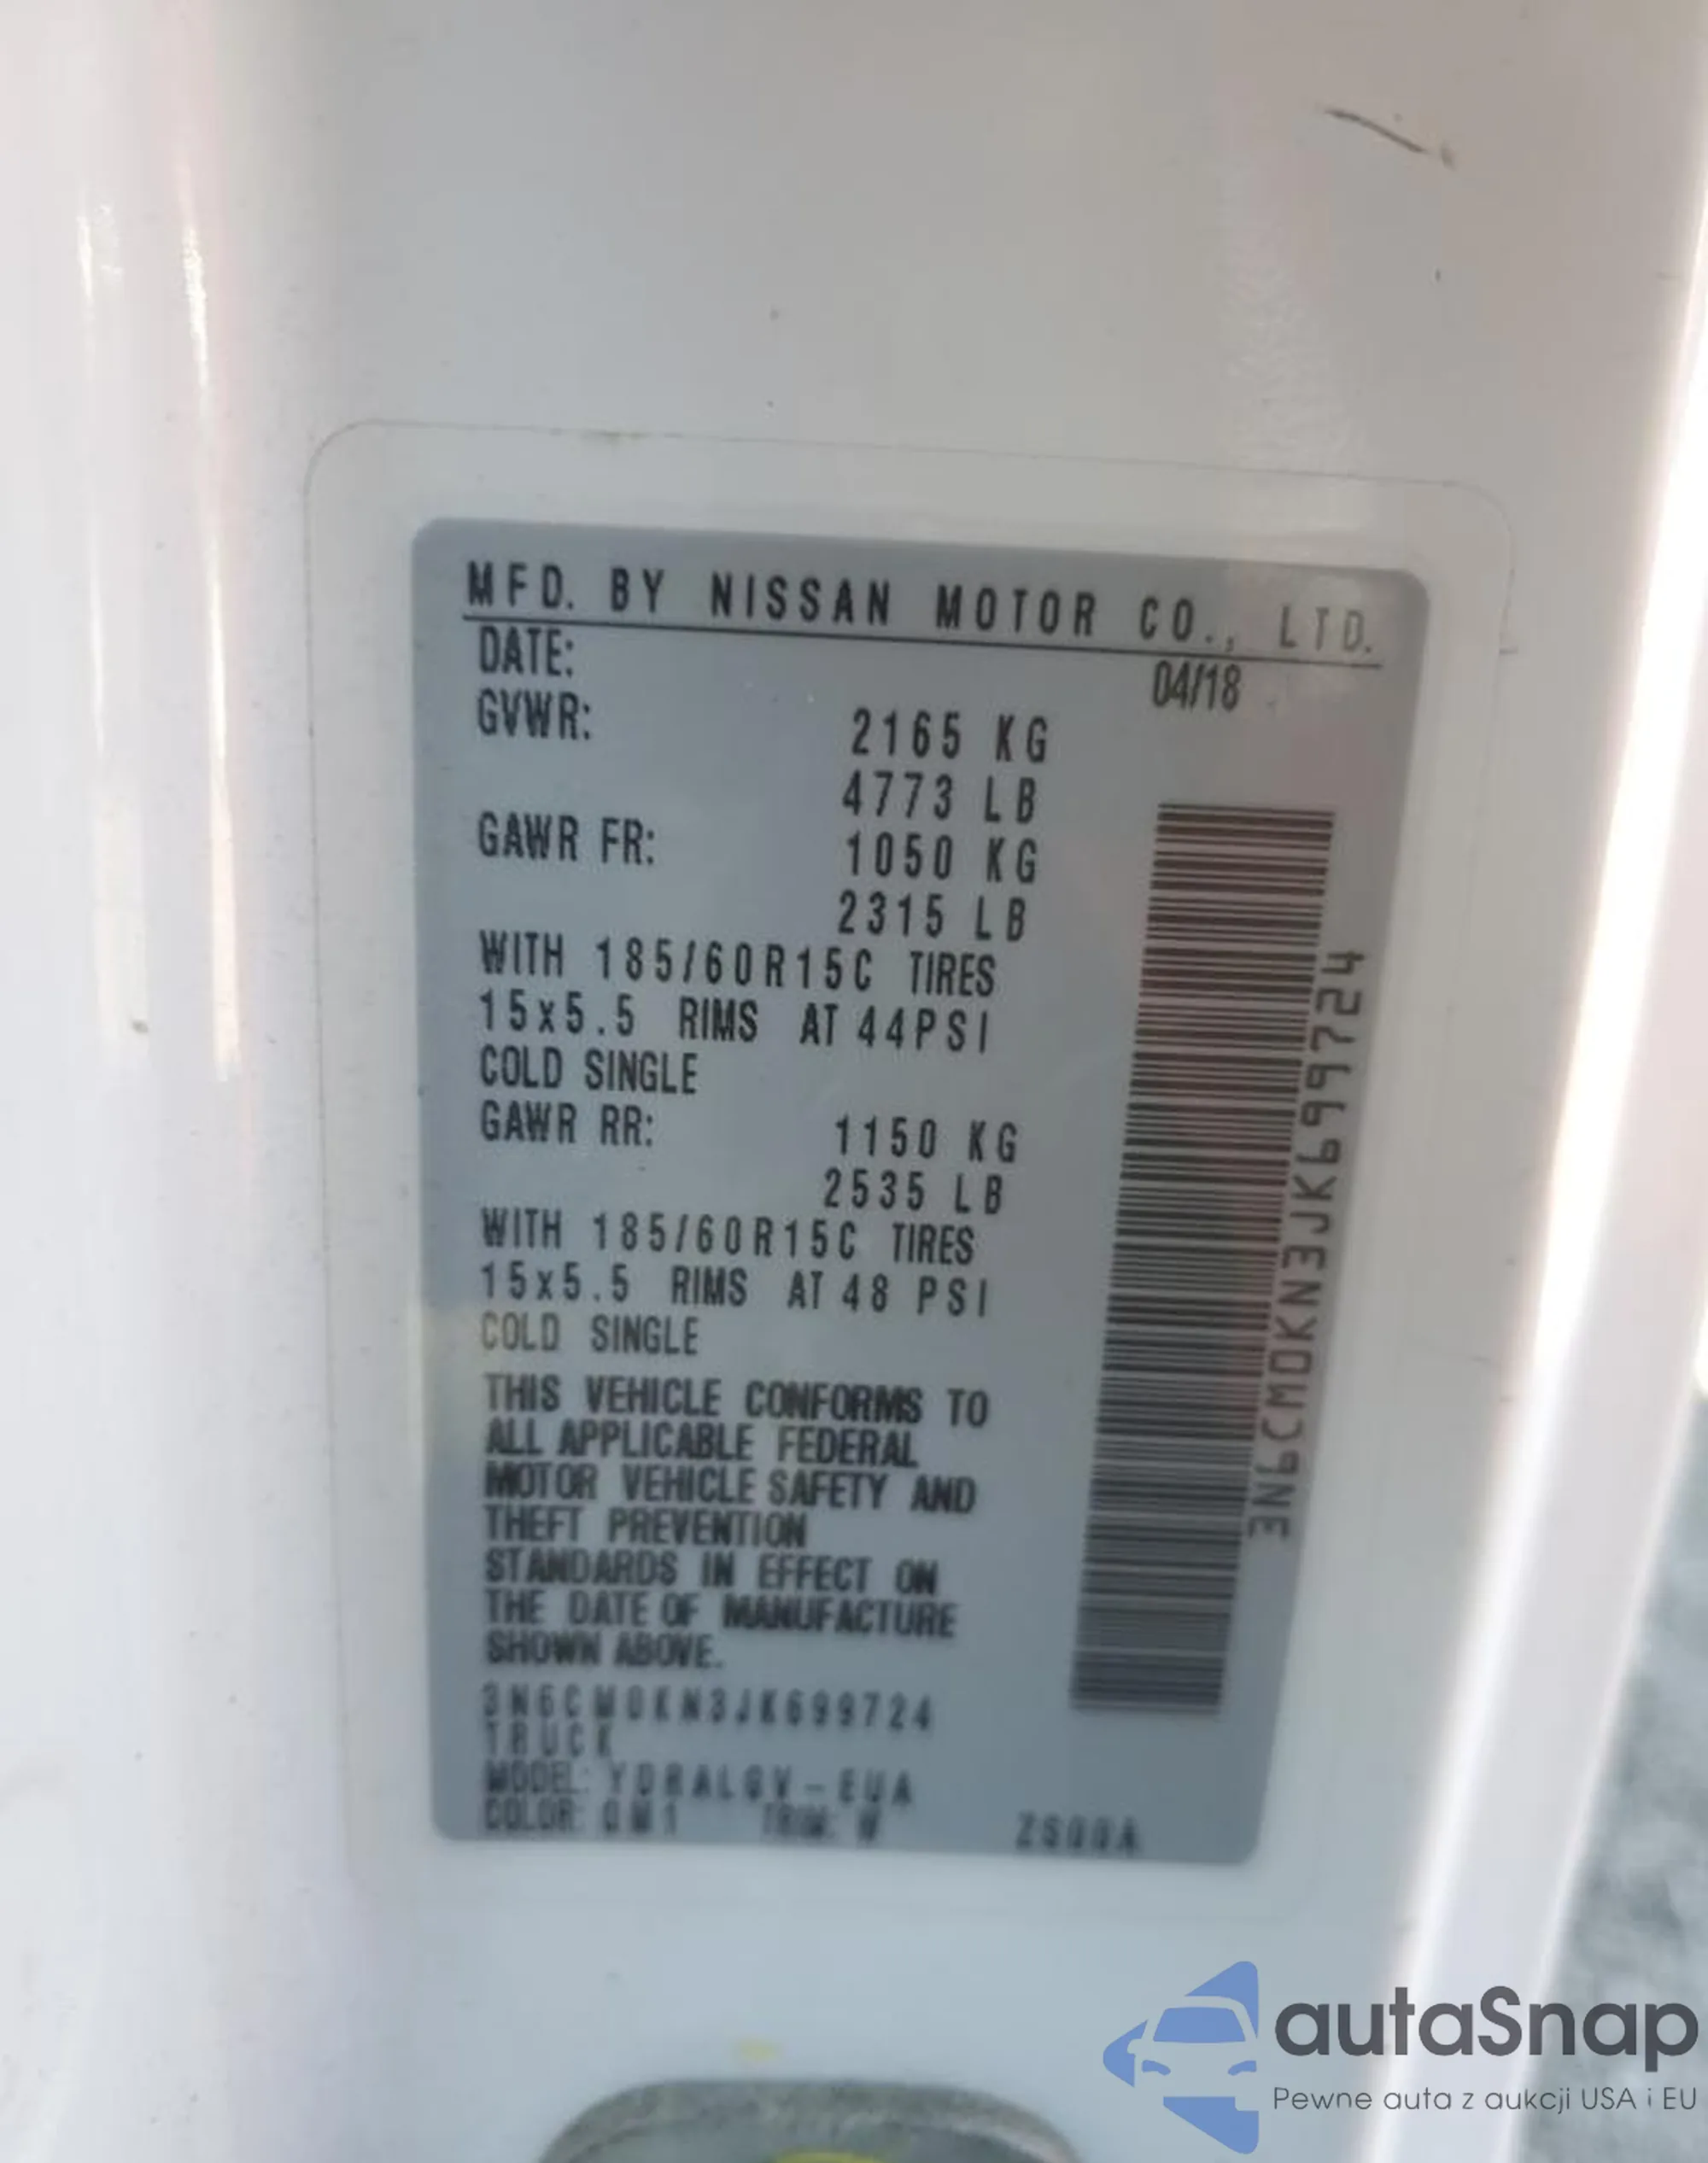 MFD. BY NISSAN MOTOR CO., LTD.
DATE: 04/18
GVWR: 2165 KG
4773 LB
GAWR FR: 1050 KG
2315 LB
WITH 185/60R15C TIRES
15x5.5 RIMS AT 44PSI
COLD SINGLE
GAWR RR: 1150 KG
2535 LB
WITH 185/60R15C TIRES
15x5.5 RIMS AT 48 PSI
COLD SINGLE
THIS VEHICLE CONFORMS TO
ALL APPLICABLE FEDERAL
MOTOR VEHICLE SAFETY AND
THEFT PREVENTION
STANDARDS IN EFFECT ON
THE DATE OF MANUFACTURE
SHOWN ABOVE.
3N6CM0KN3JK699724
TRUCK
MODEL: -EUA
COLOR: QM1 TRIM: W
3N6CM0KN3JK699724
autaSnap
Pewne auta z aukcji USA i EU